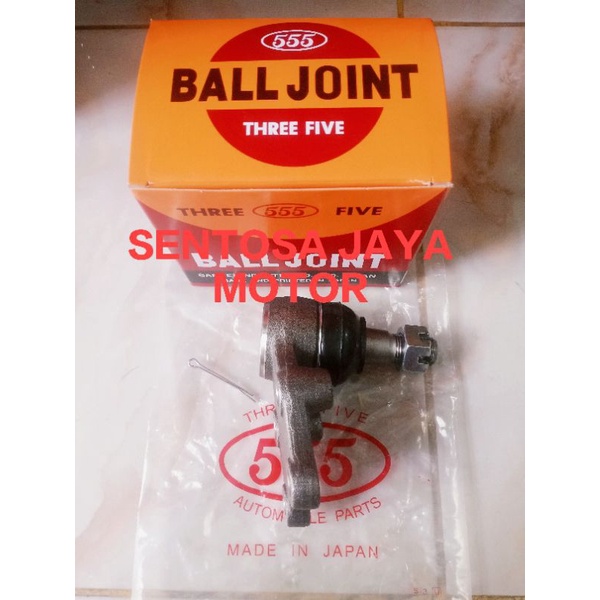 555
BALL JOINT
THREE FIVE
THREE 555 FIVE
SENTOSA JAYA
BALL JOINT
MOTOR
THREE FIVE
555
AUTOMOBILE PARTS
MADE IN JAPAN